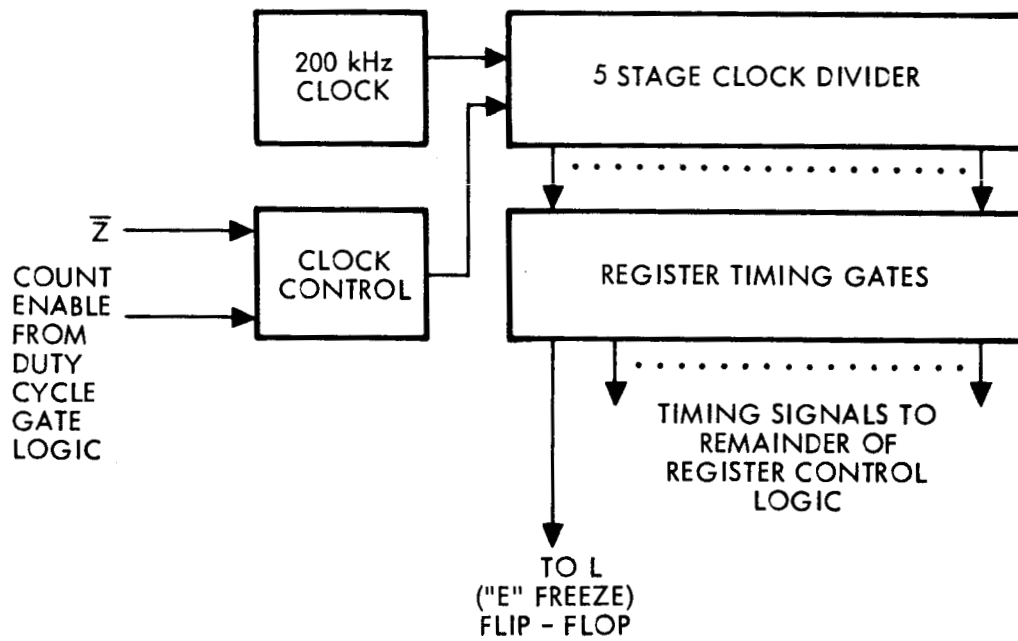 200 kHz
CLOCK
5 STAGE CLOCK DIVIDER
Z̅
COUNT
ENABLE
FROM
DUTY
CYCLE
GATE
LOGIC
CLOCK
CONTROL
REGISTER TIMING GATES
TIMING SIGNALS TO
REMAINDER OF
REGISTER CONTROL
LOGIC
TO L
("E" FREEZE)
FLIP - FLOP